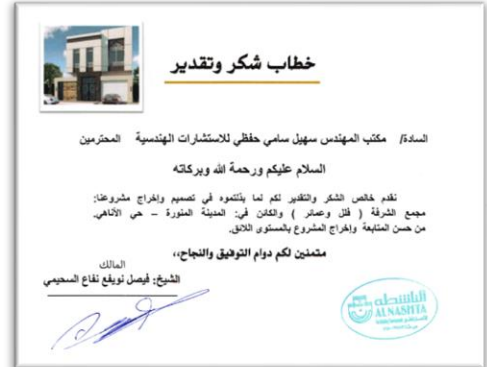 خطاب شكر وتقدير
السادة/ مكتب المهندس سهيل سامي حفظي للاستشارات الهندسية المحترمين
السلام عليكم ورحمة الله وبركاته
نقدم خالص الشكر والتقدير لكم لما بذلتموه في تصميم وإخراج مشروعنا:
مجمع الشرفة ( فلل وعمائر ) والكائن في: المدينة المنورة – حي الأناهي.
من حسن المتابعة وإخراج المشروع بالمستوى اللائق.
متمنين لكم دوام التوفيق والنجاح،،
المالك
الشيخ: فيصل نويفع نفاع السحيمي
الناشطه
ALNASHTA